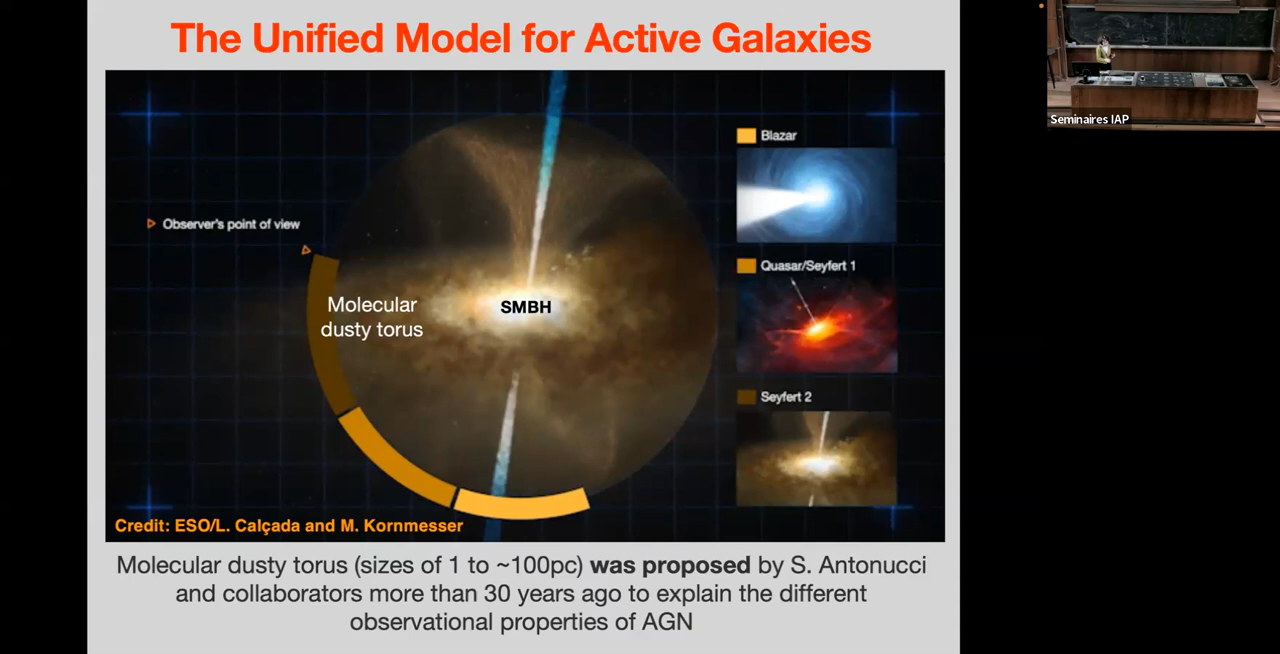 The Unified Model for Active Galaxies
Seminaires IAP
Blazar
Observer's point of view
Quasar/Seyfert 1
Molecular
dusty torus
SMBH
Seyfert 2
Credit: ESO/L. Calçada and M. Kornmesser
Molecular dusty torus (sizes of 1 to ~100pc) was proposed by S. Antonucci
and collaborators more than 30 years ago to explain the different
observational properties of AGN